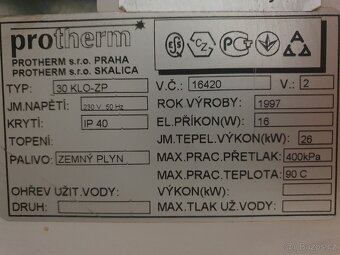 protherm
PROTHERM s.r.o. PRAHA
PROTHERM s.r.o. SKALICA
TYP: 30 KLO-ZP
JM.NAPĚTÍ: 230 V, 50 Hz
KRYTÍ: IP 40
TOPENÍ:
PALIVO: ZEMNÝ PLYN
OHŘEV UŽIT.VODY:
DRUH:
V.Č.: 16420 V.: 2
ROK VÝROBY: 1997
EL.PŘÍKON(W): 16
JM.TEPEL.VÝKON(kW): 26
MAX.PRAC.PŘETLAK: 400kPa
MAX.PRAC.TEPLOTA: 90 C
VÝKON(kW):
MAX.TLAK UŽ.VODY:
Bazos.cz